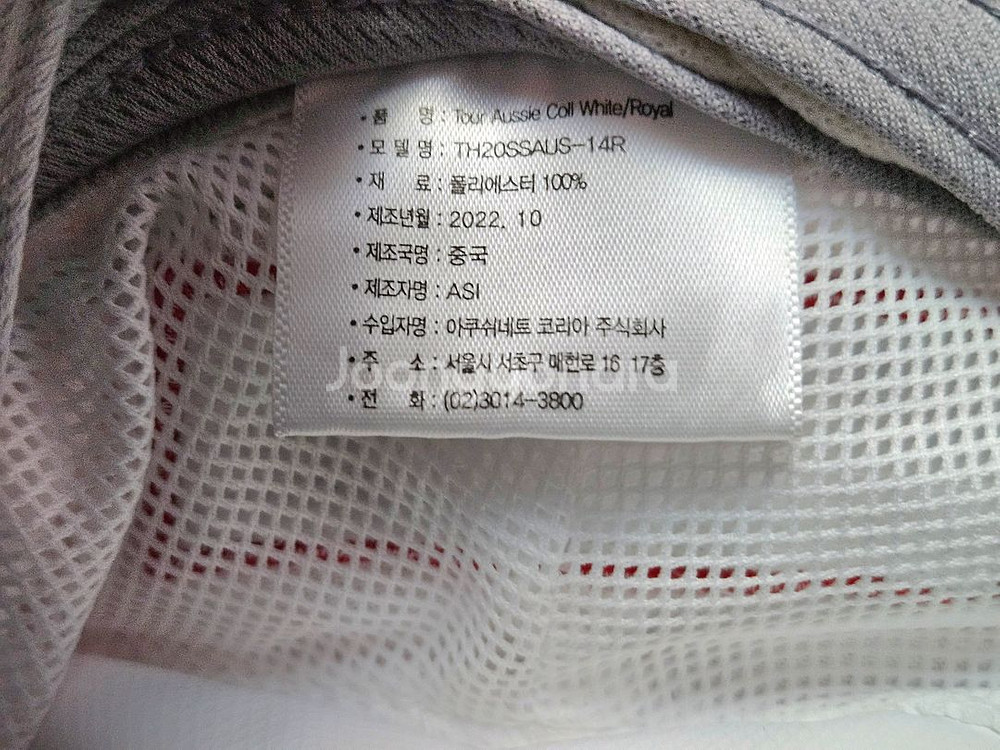 • 품 명 : Tour Aussie Coll White/Royal
• 모 델 명 : TH20SSAUS-14R
• 재 료 : 폴리에스터 100%
• 제조년월 : 2022. 10
• 제조국명 : 중국
• 제조자명 : ASI
• 수입자명 : 아쿠쉬네트 코리아 주식회사
• 주 소 : 서울시 서초구 매헌로 16 17층
• 전 화 : (02)3014-3800